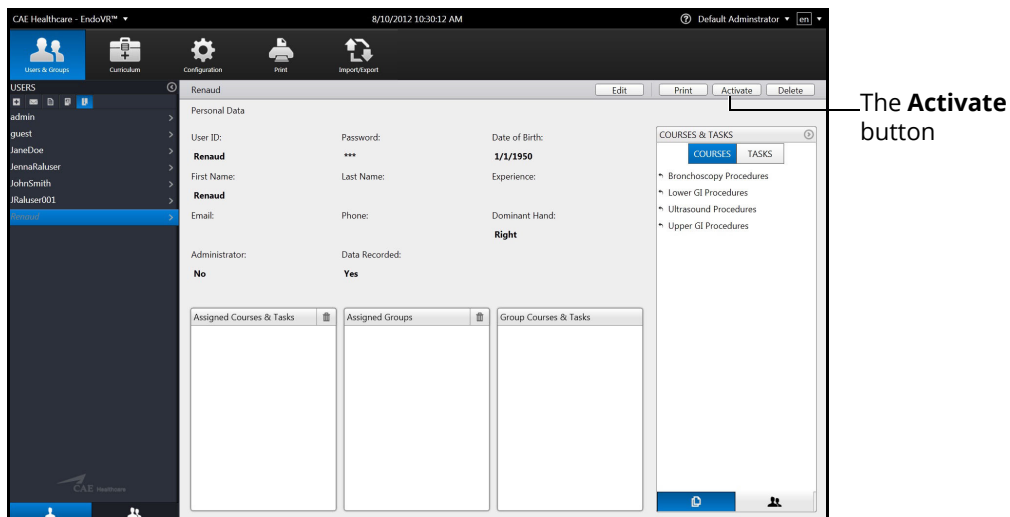 CAE Healthcare - EndoVR™
8/10/2012 10:30:12 AM
Default Adminstrator
en
Users & Groups
Curriculum
Configuration
Print
Import/Export
USERS
admin
guest
JaneDoe
JennaRaluser
JohnSmith
JRaluser001
Renaud
Renaud
Edit
Print
Activate
Delete
The Activate
button
Personal Data
User ID:
Password:
Date of Birth:
Renaud
***
1/1/1950
First Name:
Last Name:
Experience:
Renaud
Email:
Phone:
Dominant Hand:
Right
Administrator:
Data Recorded:
No
Yes
Assigned Courses & Tasks
Assigned Groups
Group Courses & Tasks
COURSES & TASKS
COURSES
TASKS
Bronchoscopy Procedures
Lower GI Procedures
Ultrasound Procedures
Upper GI Procedures
CAE Healthcare